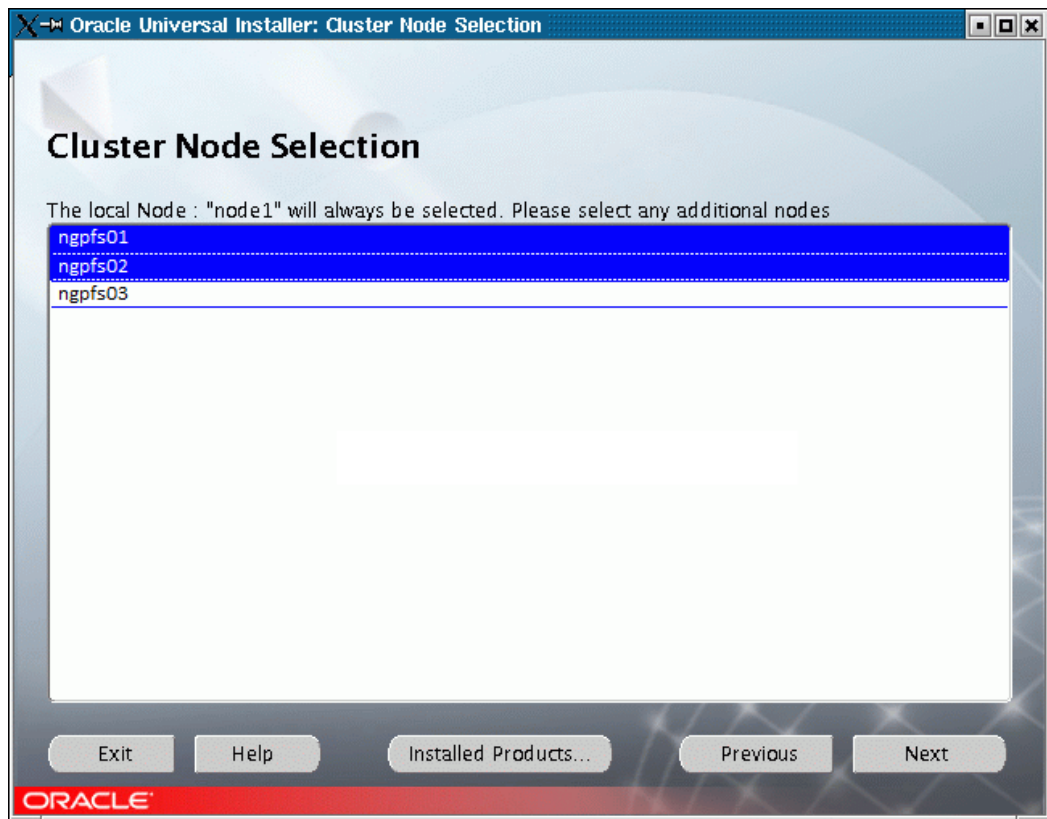 Oracle Universal Installer: Cluster Node Selection
Cluster Node Selection
The local Node : "node1" will always be selected. Please select any additional nodes
ngpfs01
ngpfs02
ngpfs03
Exit Help Installed Products... Previous Next
ORACLE